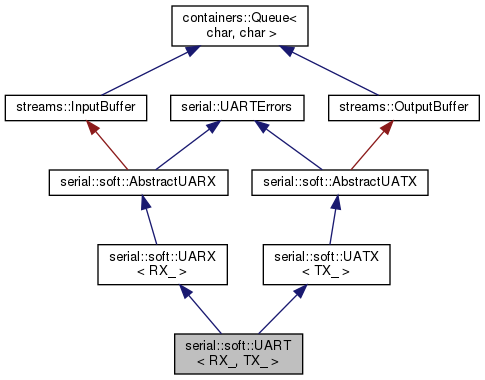 containers::Queue<
char, char >
streams::InputBuffer
serial::UARTErrors
streams::OutputBuffer
serial::soft::AbstractUARX
serial::soft::AbstractUATX
serial::soft::UARX
< RX_ >
serial::soft::UATX
< TX_ >
serial::soft::UART
< RX_, TX_ >